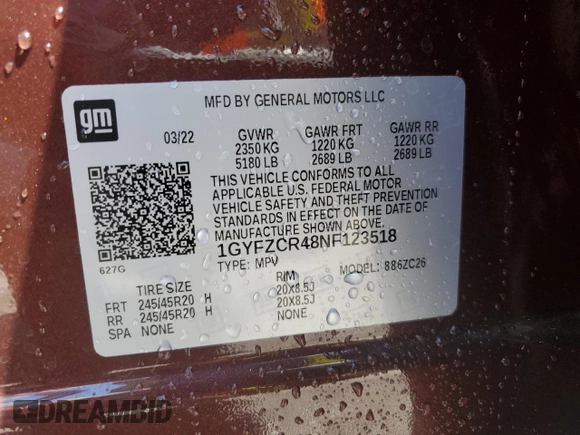 gm
MFD BY GENERAL MOTORS LLC
03/22 GVWR GAWR FRT GAWR RR
2350 KG 1220 KG 1220 KG
5180 LB 2689 LB 2689 LB
THIS VEHICLE CONFORMS TO ALL
APPLICABLE U.S. FEDERAL MOTOR
VEHICLE SAFETY AND THEFT PREVENTION
STANDARDS IN EFFECT ON THE DATE OF
MANUFACTURE SHOWN ABOVE.
1GYFZCR48NF123518
627G TYPE: MPV MODEL: 886ZC26
TIRE SIZE RIM
FRT 245/45R20 H 20X8.5J
RR 245/45R20 H 20X8.5J
SPA NONE NONE
DREAMBID